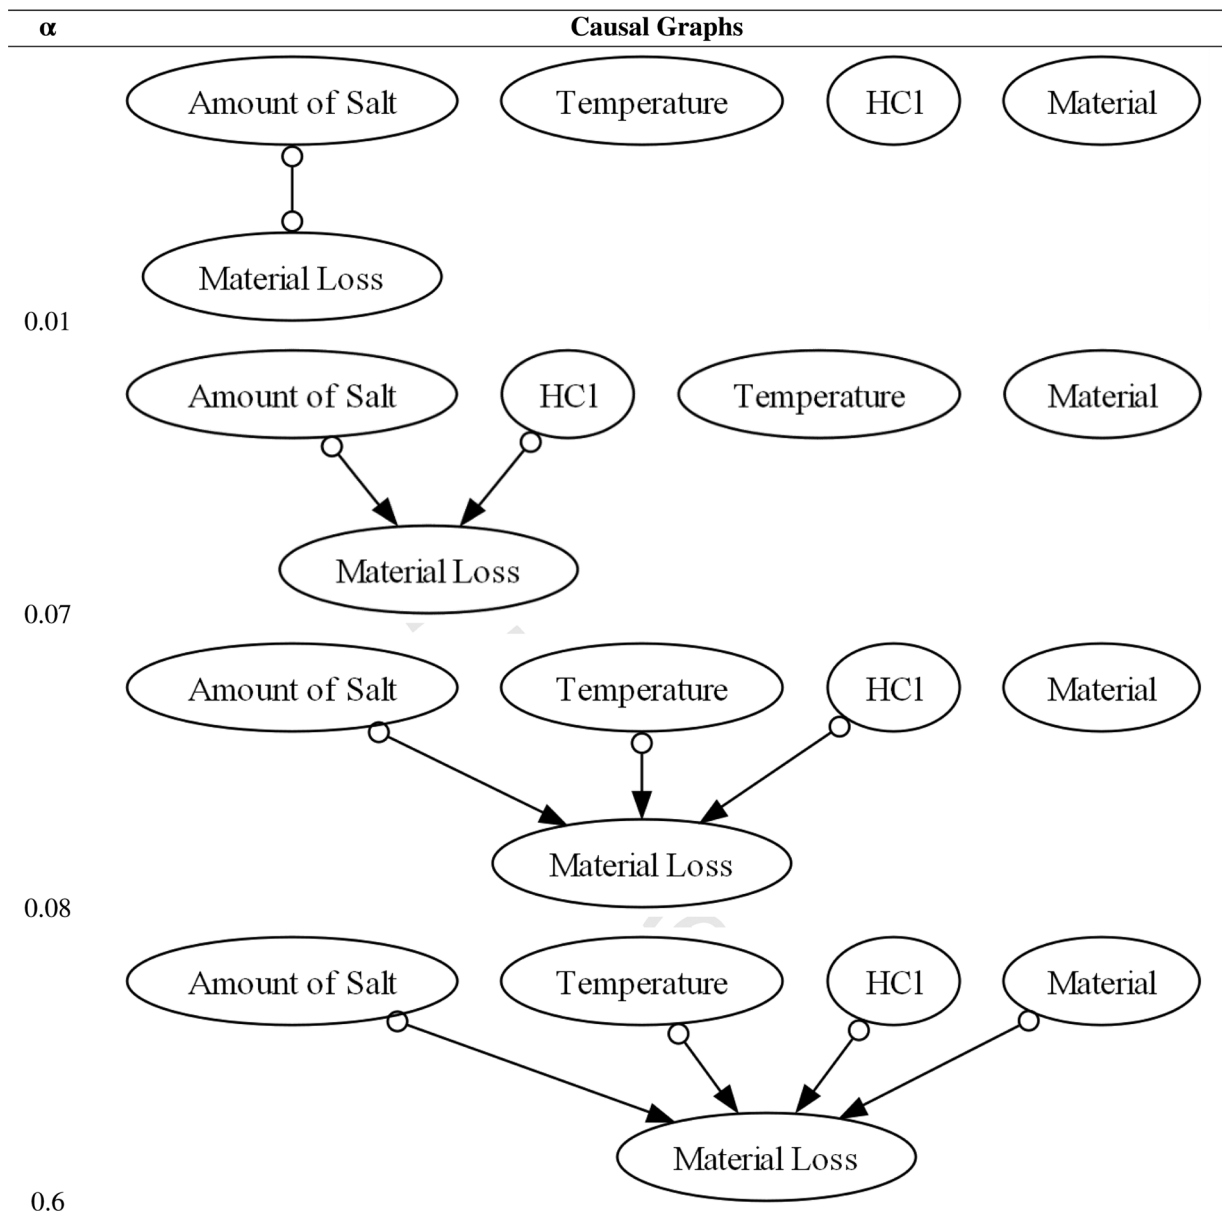 α Causal Graphs
Amount of Salt Temperature HCl Material
Material Loss
0.01
Amount of Salt HCl Temperature Material
Material Loss
0.07
Amount of Salt Temperature HCl Material
Material Loss
0.08
Amount of Salt Temperature HCl Material
Material Loss
0.6